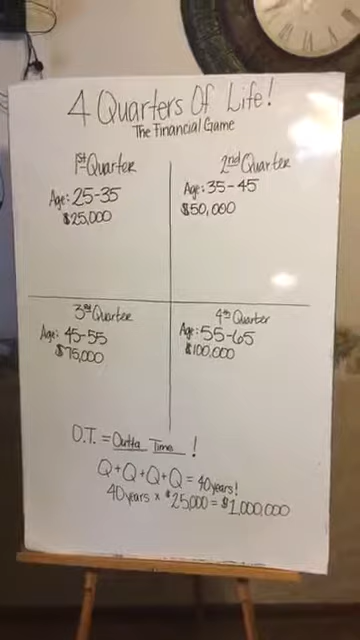 4 Quarters Of Life!
The Financial Game
1st Quarter
Age: 25-35
$25,000
2nd Quarter
Age: 35-45
$50,000
3rd Quarter
Age: 45-55
$75,000
4th Quarter
Age: 55-65
$100,000
O.T. = Outta Time!
Q+Q+Q+Q = 40 years!
40 years x $25,000 = $1,000,000